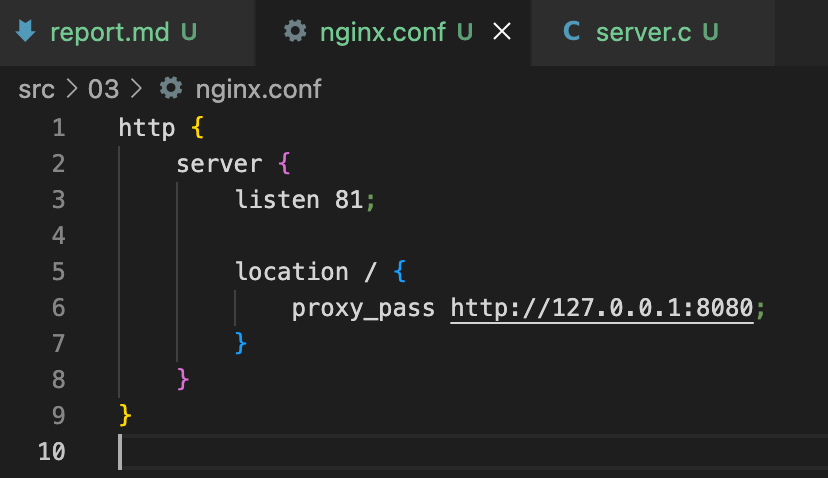 report.md U
nginx.conf U
C server.c U
src > 03 > nginx.conf
1 http {
2     server {
3         listen 81;
4
5         location / {
6             proxy_pass http://127.0.0.1:8080;
7         }
8     }
9 }
10